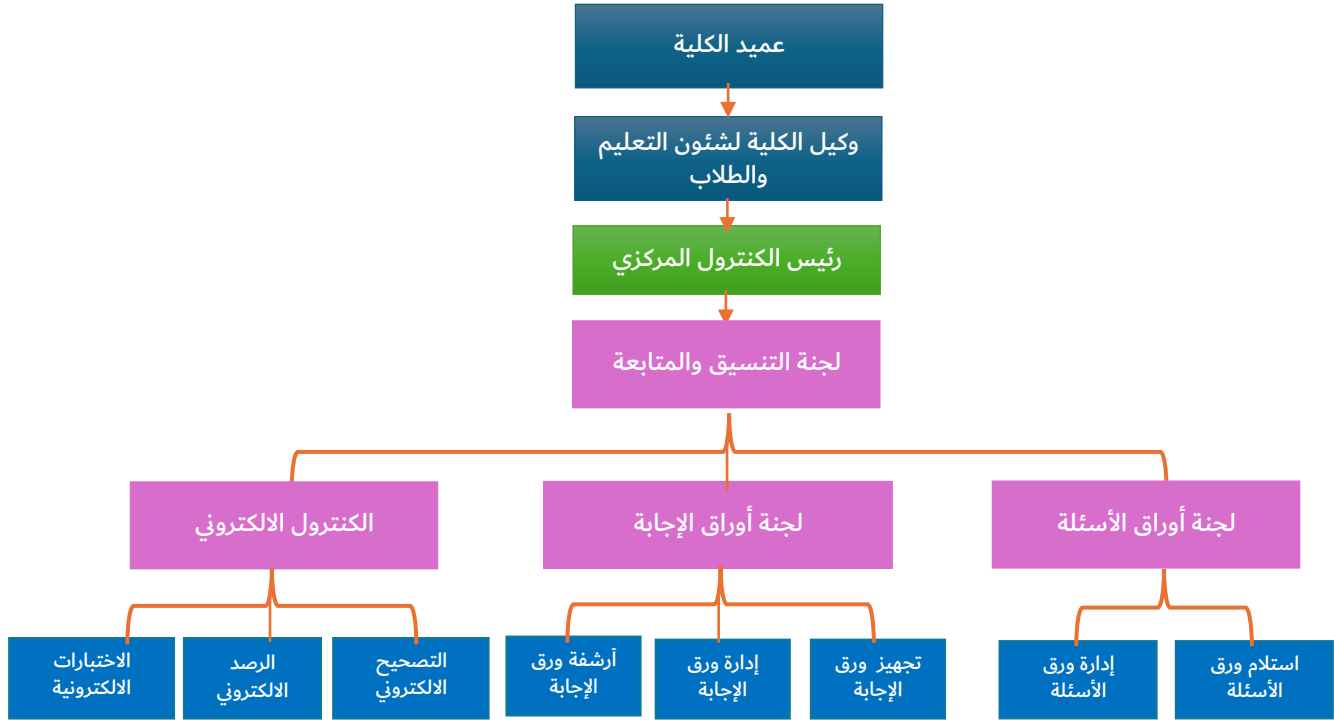 عميد الكلية
وكيل الكلية لشئون التعليم
والطلاب
رئيس الكنترول المركزي
لجنة التنسيق والمتابعة
لجنة أوراق الأسئلة
لجنة أوراق الإجابة
الكنترول الالكتروني
استلام ورق
الأسئلة
إدارة ورق
الأسئلة
تجهيز ورق
الإجابة
إدارة ورق
الإجابة
أرشفة ورق
الإجابة
التصحيح
الالكتروني
الرصد
الالكتروني
الاختبارات
الالكترونية